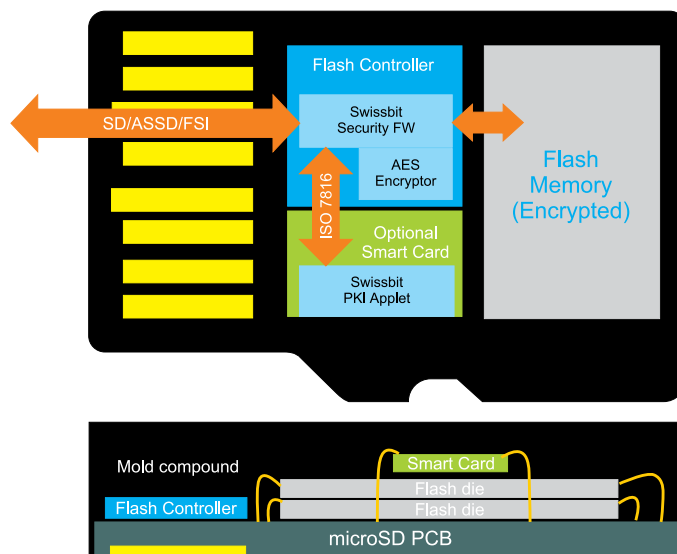 Flash Controller
SD/ASSD/FSI
Swissbit
Security FW
AES
Encryptor
ISO 7816
Flash
Memory
(Encrypted)
Optional
Smart Card
Swissbit
PKI Applet
Mold compound
Smart Card
Flash die
Flash Controller
Flash die
microSD PCB